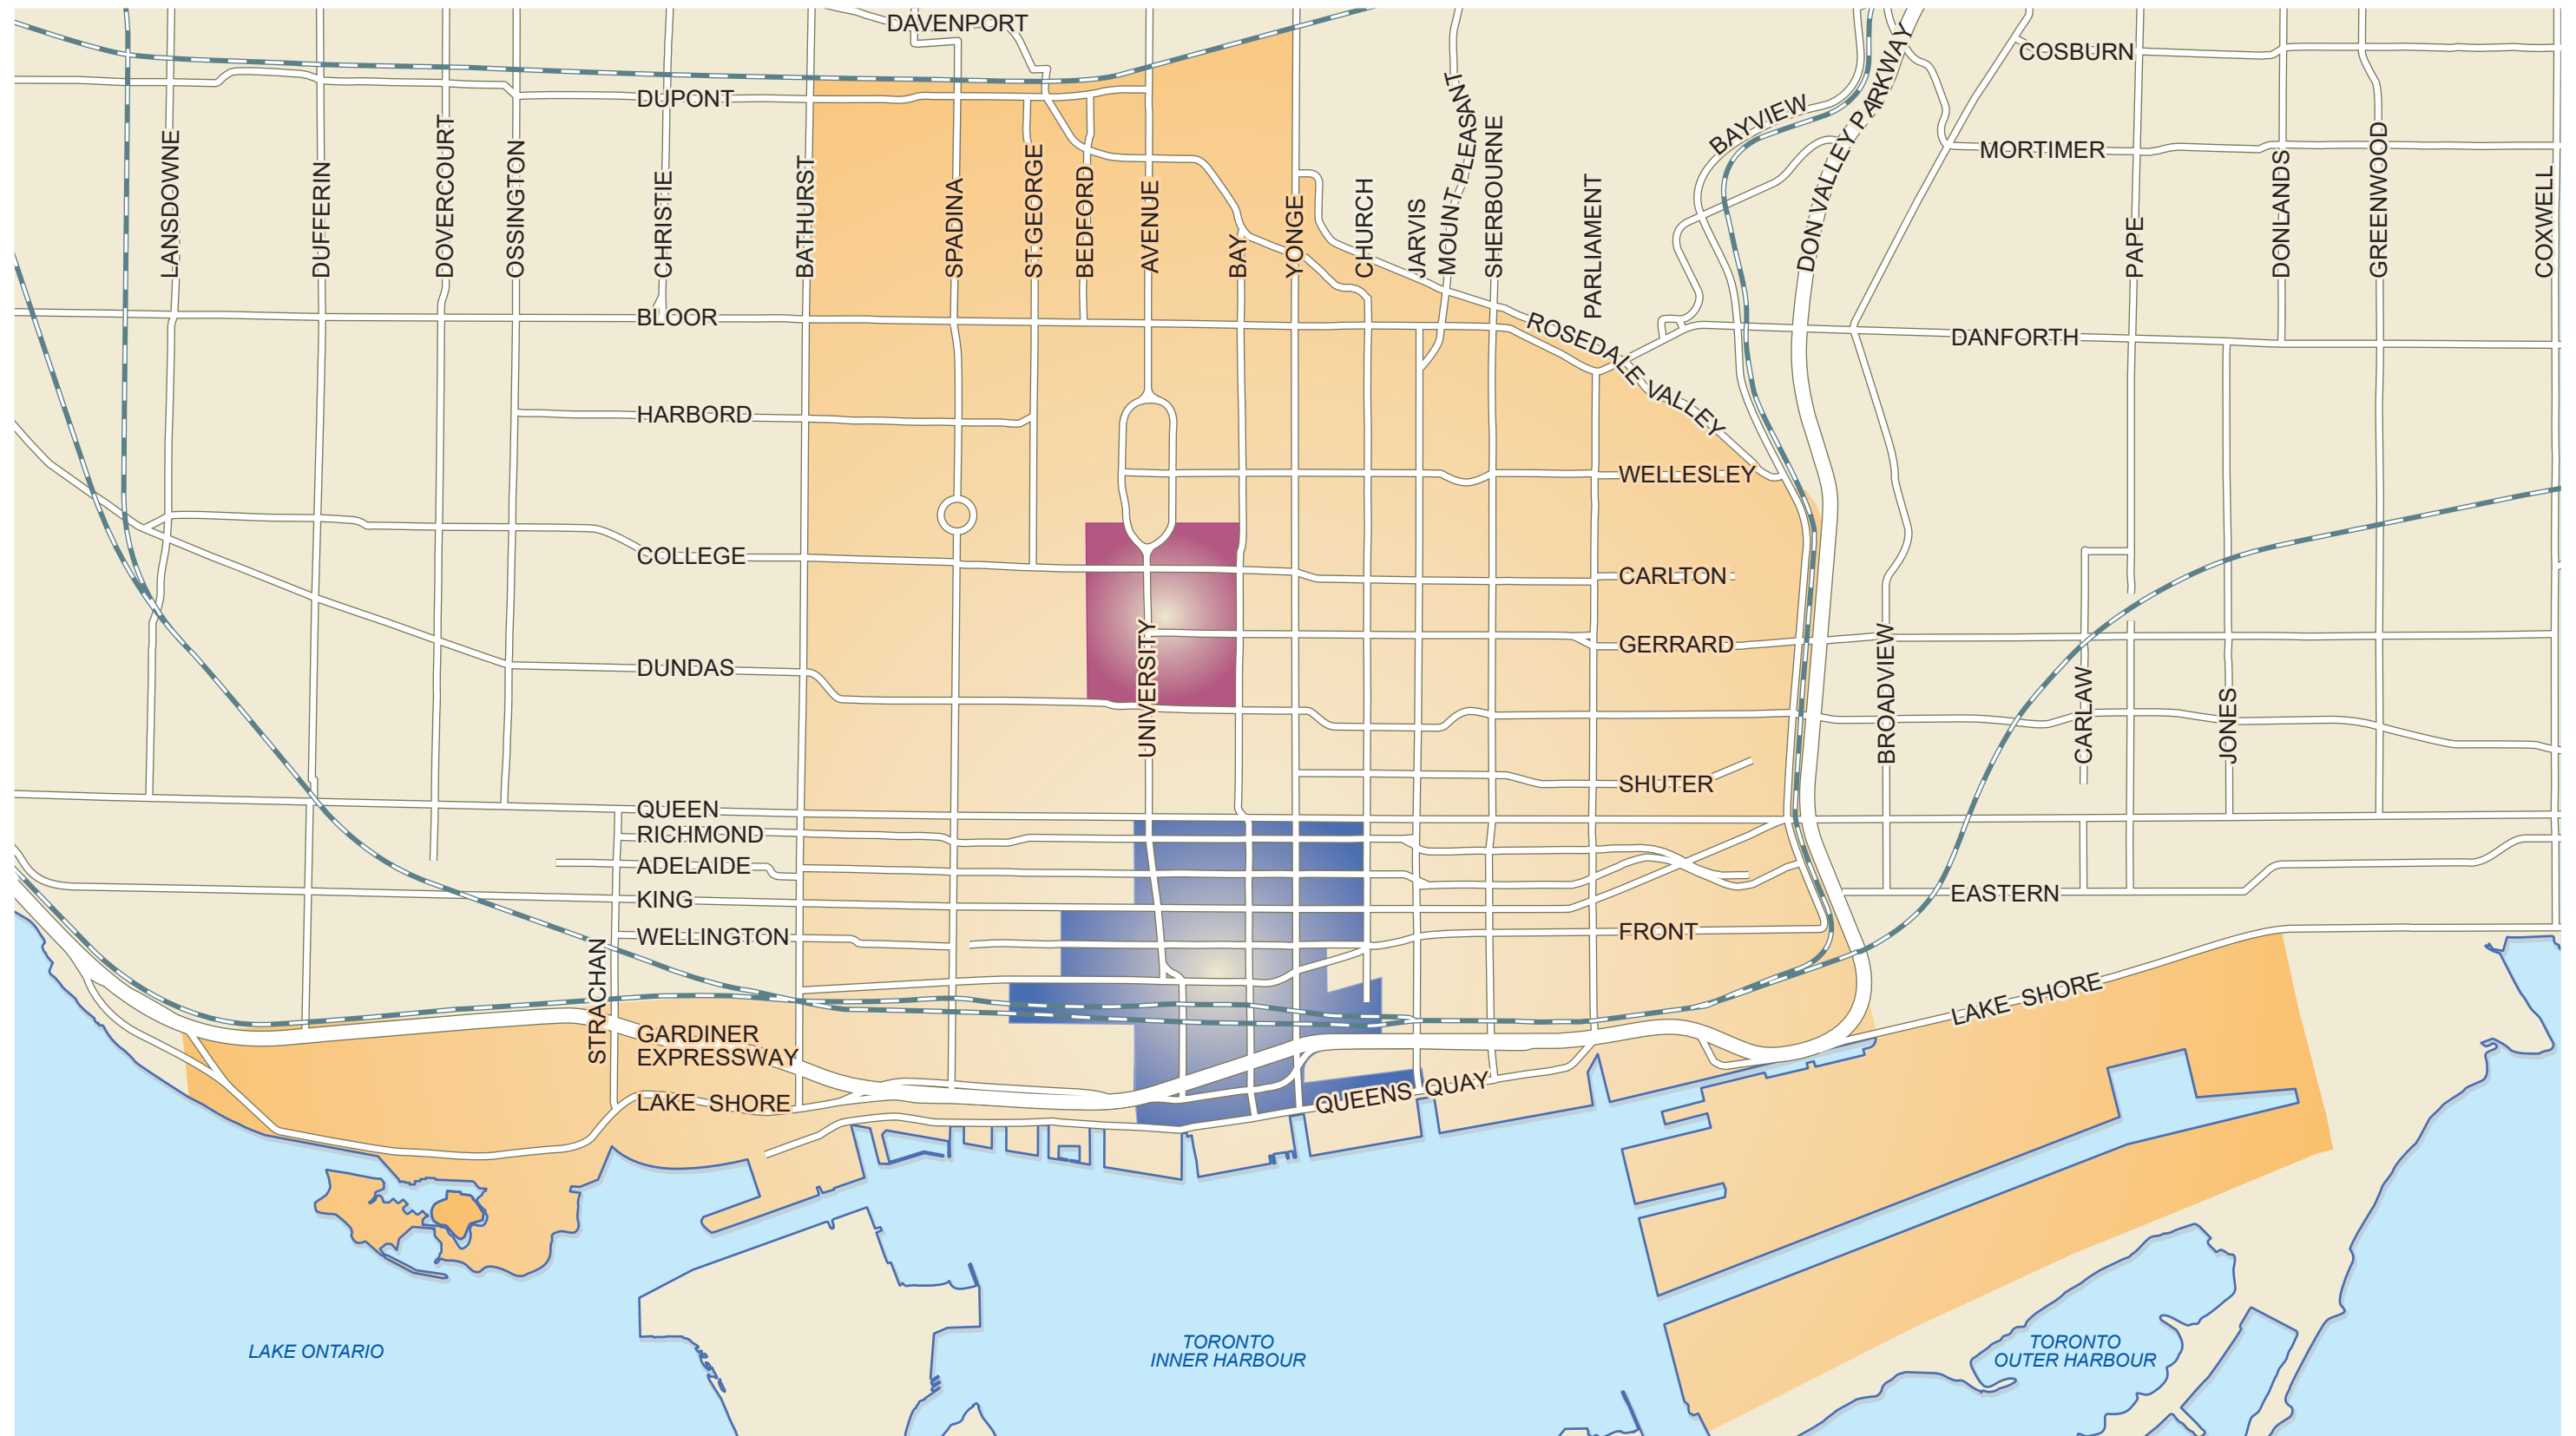 DAVENPORT
COSBURN
DUPONT
MOUNT PLEASANT
BAYVIEW
DON VALLEY PARKWAY
MORTIMER
LANSDOWNE
DUFFERIN
DOVERCOURT
OSSINGTON
CHRISTIE
BATHURST
SPADINA
ST.GEORGE
BEDFORD
AVENUE
BAY
YONGE
CHURCH
JARVIS
SHERBOURNE
PARLIAMENT
PAPE
DONLANDS
GREENWOOD
COXWELL
BLOOR
ROSEDALE VALLEY
DANFORTH
HARBORD
WELLESLEY
COLLEGE
CARLTON
GERRARD
DUNDAS
UNIVERSITY
BROADVIEW
CARLAW
JONES
SHUTER
QUEEN
RICHMOND
ADELAIDE
KING
EASTERN
WELLINGTON
FRONT
STRACHAN
LAKE SHORE
GARDINER
EXPRESSWAY
LAKE SHORE
QUEENS QUAY
LAKE ONTARIO
TORONTO
INNER HARBOUR
TORONTO
OUTER HARBOUR